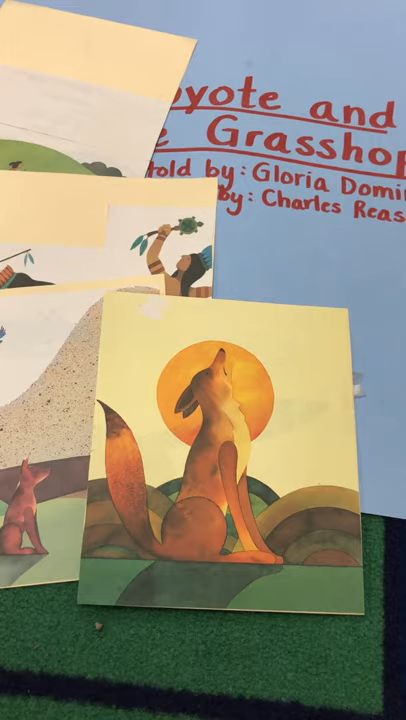 oyote and
e Grasshop
told by: Gloria Domin
by: Charles Reas